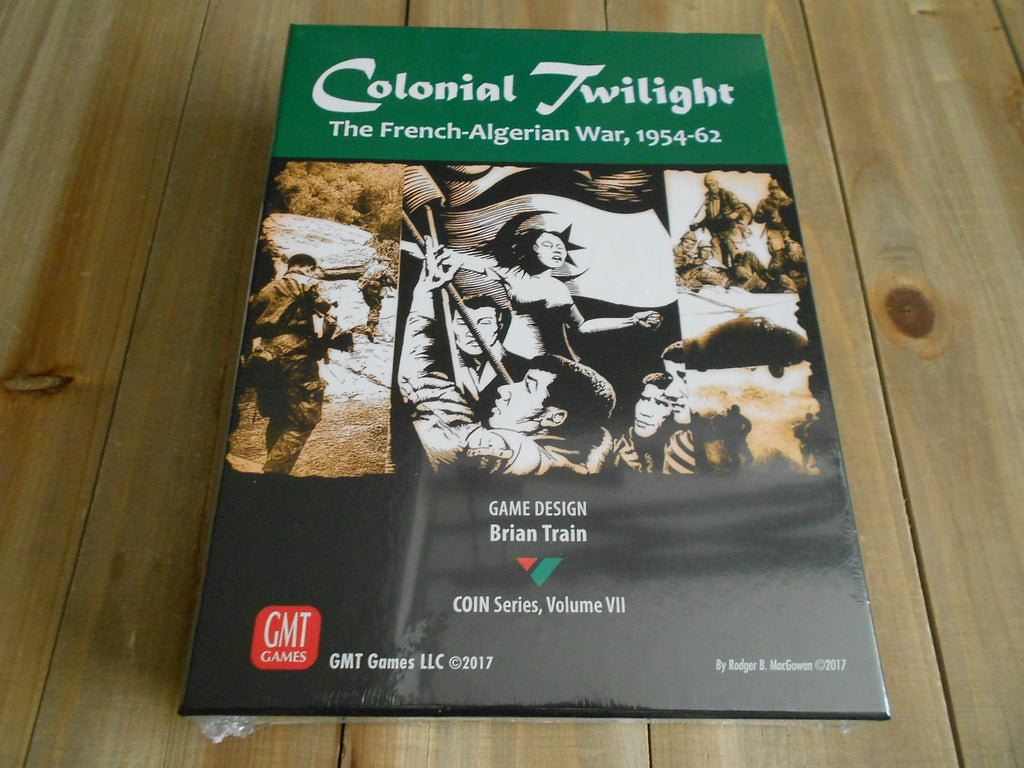 Colonial Twilight
The French-Algerian War, 1954-62
GAME DESIGN
Brian Train
COIN Series, Volume VII
GMT
GAMES
GMT Games LLC ©2017
By Rodger B. MacGowan ©2017